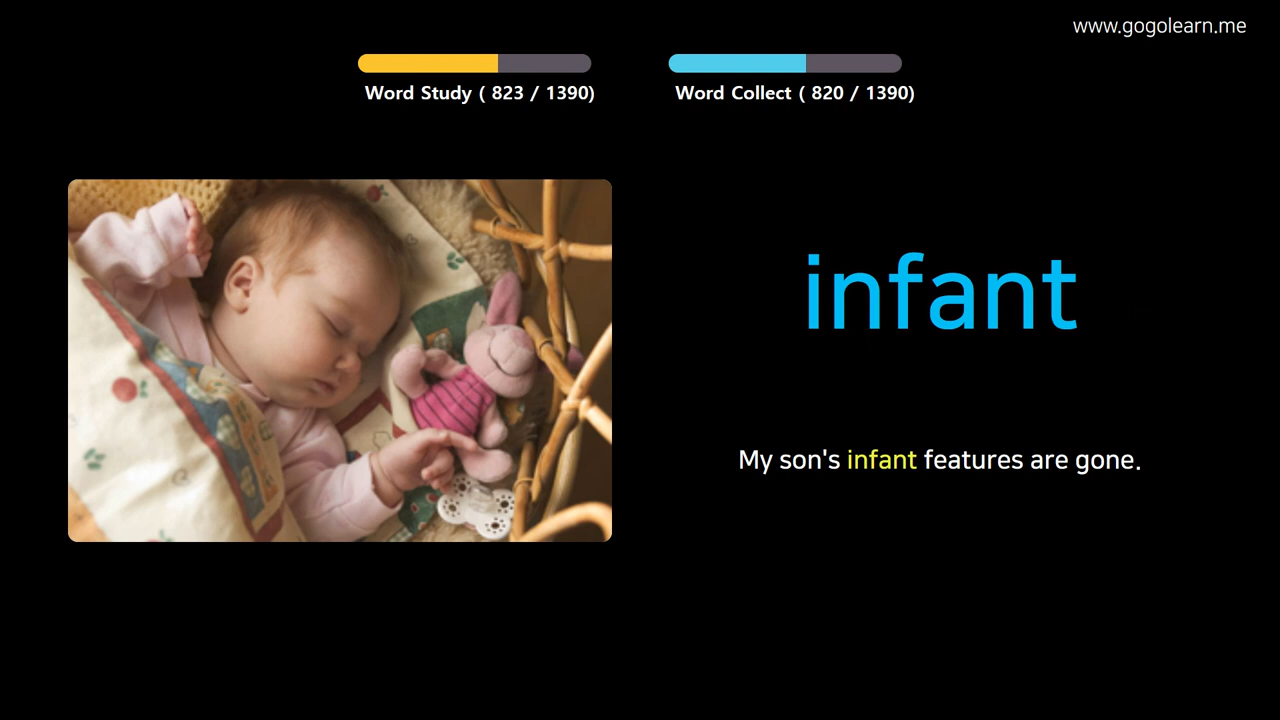 www.gogolearn.me
Word Study ( 823 / 1390)
Word Collect ( 820 / 1390)
infant
My son's infant features are gone.